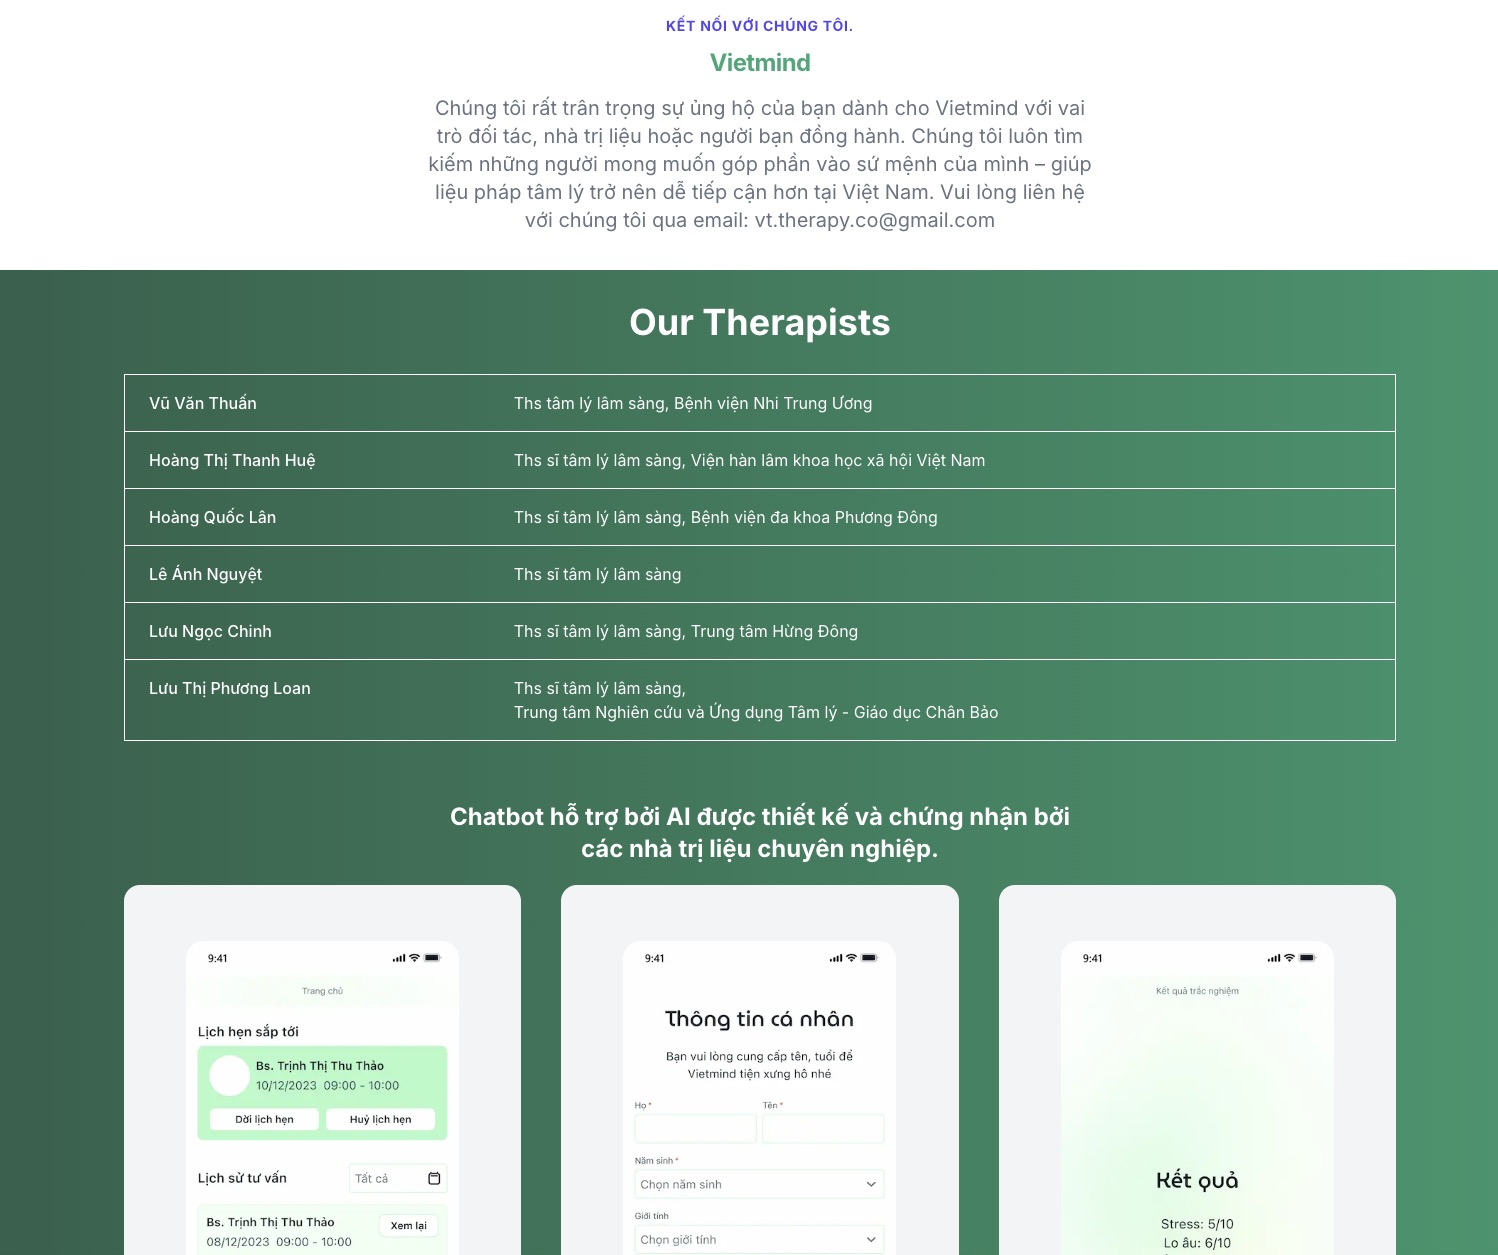 KẾT NỐI VỚI CHÚNG TÔI.
Vietmind
Chúng tôi rất trân trọng sự ủng hộ của bạn dành cho Vietmind với vai
trò đối tác, nhà trị liệu hoặc người bạn đồng hành. Chúng tôi luôn tìm
kiếm những người mong muốn góp phần vào sứ mệnh của mình – giúp
liệu pháp tâm lý trở nên dễ tiếp cận hơn tại Việt Nam. Vui lòng liên hệ
với chúng tôi qua email: vt.therapy.co@gmail.com
Our Therapists
Vũ Văn Thuấn Ths tâm lý lâm sàng, Bệnh viện Nhi Trung Ương
Hoàng Thị Thanh Huệ Ths sĩ tâm lý lâm sàng, Viện hàn lâm khoa học xã hội Việt Nam
Hoàng Quốc Lân Ths sĩ tâm lý lâm sàng, Bệnh viện đa khoa Phương Đông
Lê Ánh Nguyệt Ths sĩ tâm lý lâm sàng
Lưu Ngọc Chinh Ths sĩ tâm lý lâm sàng, Trung tâm Hừng Đông
Lưu Thị Phương Loan Ths sĩ tâm lý lâm sàng,
Trung tâm Nghiên cứu và Ứng dụng Tâm lý - Giáo dục Chân Bảo
Chatbot hỗ trợ bởi AI được thiết kế và chứng nhận bởi
các nhà trị liệu chuyên nghiệp.
9:41
Trang chủ
Lịch hẹn sắp tới
Bs. Trịnh Thị Thu Thảo
10/12/2023 09:00 - 10:00
Dời lịch hẹn Huỷ lịch hẹn
Lịch sử tư vấn Tất cả
Bs. Trịnh Thị Thu Thảo Xem lại
08/12/2023 09:00 - 10:00
9:41
Thông tin cá nhân
Bạn vui lòng cung cấp tên, tuổi để
Vietmind tiện xưng hô nhé
Họ * Tên *
Năm sinh *
Chọn năm sinh
Giới tính
Chọn giới tính
9:41
Kết quả trắc nghiệm
Kết quả
Stress: 5/10
Lo âu: 6/10